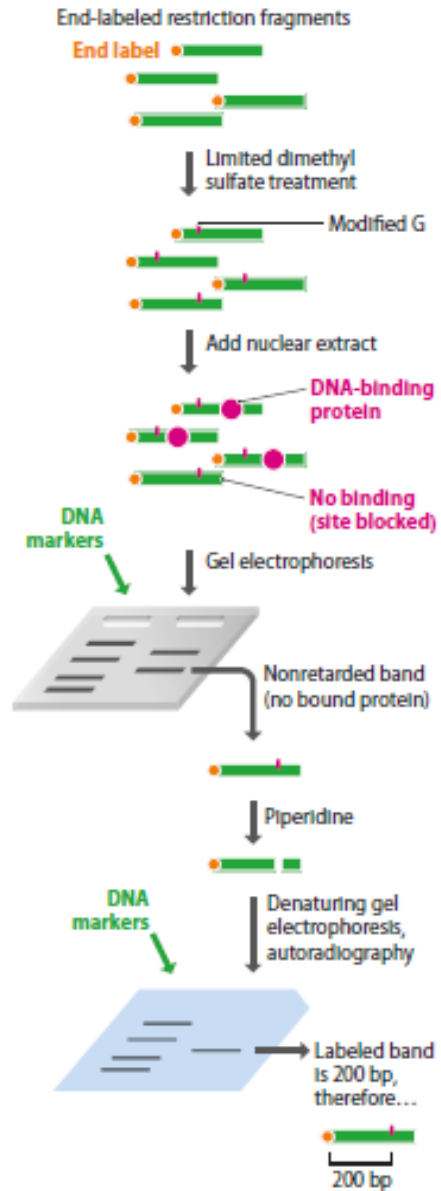 End-labeled restriction fragments
End label
Limited dimethyl
sulfate treatment
Modified G
Add nuclear extract
DNA-binding
protein
No binding
(site blocked)
DNA
markers
Gel electrophoresis
Nonretarded band
(no bound protein)
Piperidine
DNA
markers
Denaturing gel
electrophoresis,
autoradiography
Labeled band
is 200 bp,
therefore…
200 bp